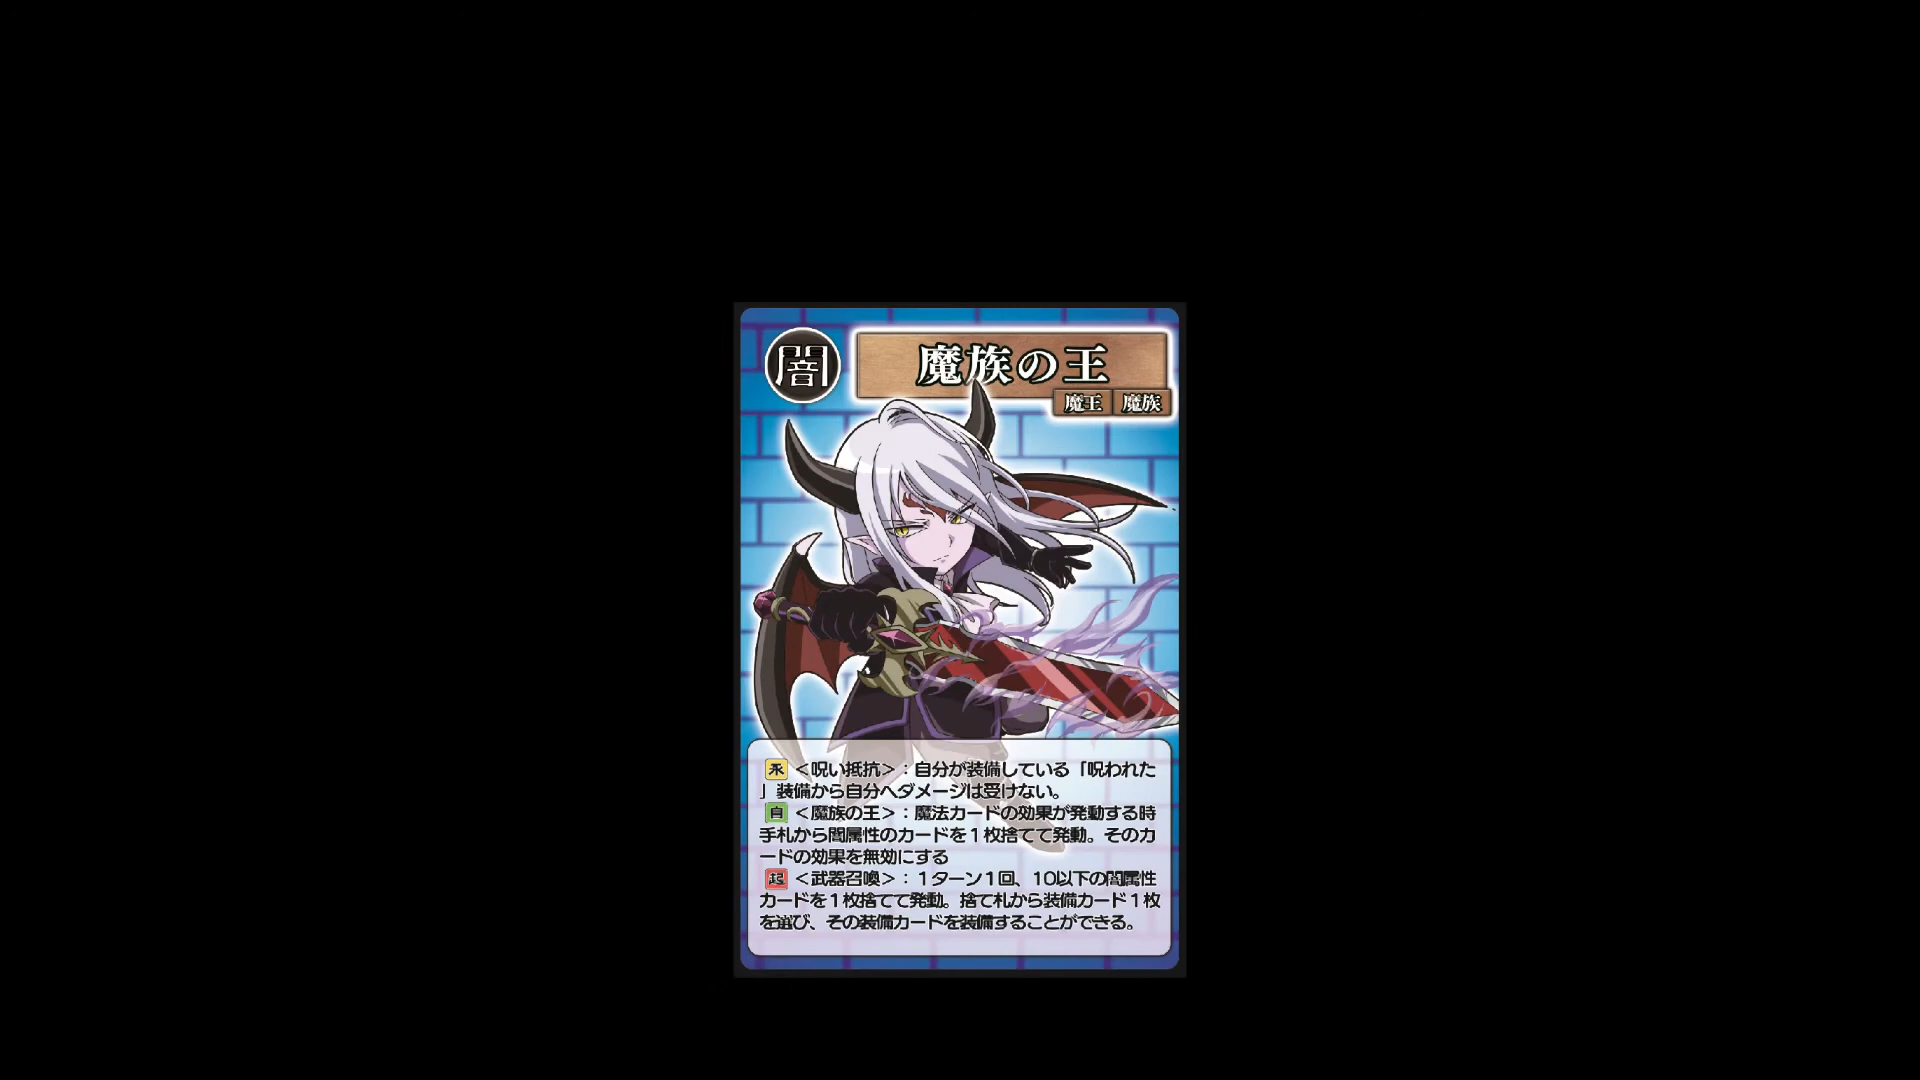 闇
魔族の王
魔王 魔族
永 ＜呪い抵抗＞：自分が装備している「呪われた
」装備から自分へダメージは受けない。
自 ＜魔族の王＞：魔法カードの効果が発動する時
手札から闇属性のカードを１枚捨てて発動。そのカ
ードの効果を無効にする
起 ＜武器召喚＞：１ターン１回、10以下の闇属性
カードを１枚捨てて発動。捨て札から装備カード１枚
を選び、その装備カードを装備することができる。